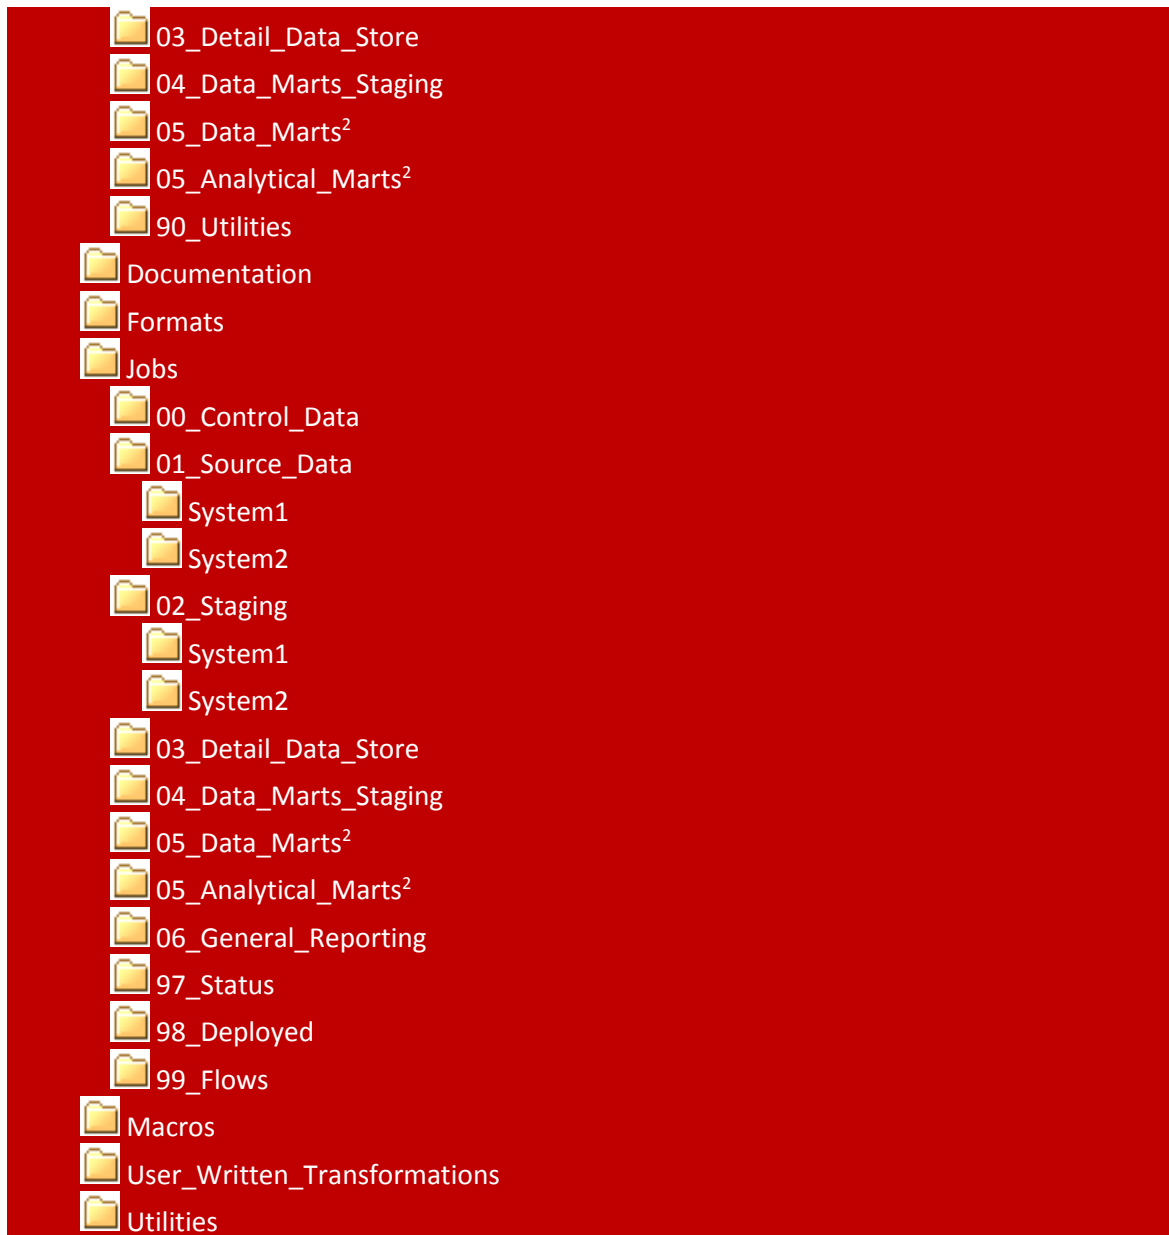 03_Detail_Data_Store
04_Data_Marts_Staging
05_Data_Marts²
05_Analytical_Marts²
90_Utilities
Documentation
Formats
Jobs
00_Control_Data
01_Source_Data
System1
System2
02_Staging
System1
System2
03_Detail_Data_Store
04_Data_Marts_Staging
05_Data_Marts²
05_Analytical_Marts²
06_General_Reporting
97_Status
98_Deployed
99_Flows
Macros
User_Written_Transformations
Utilities